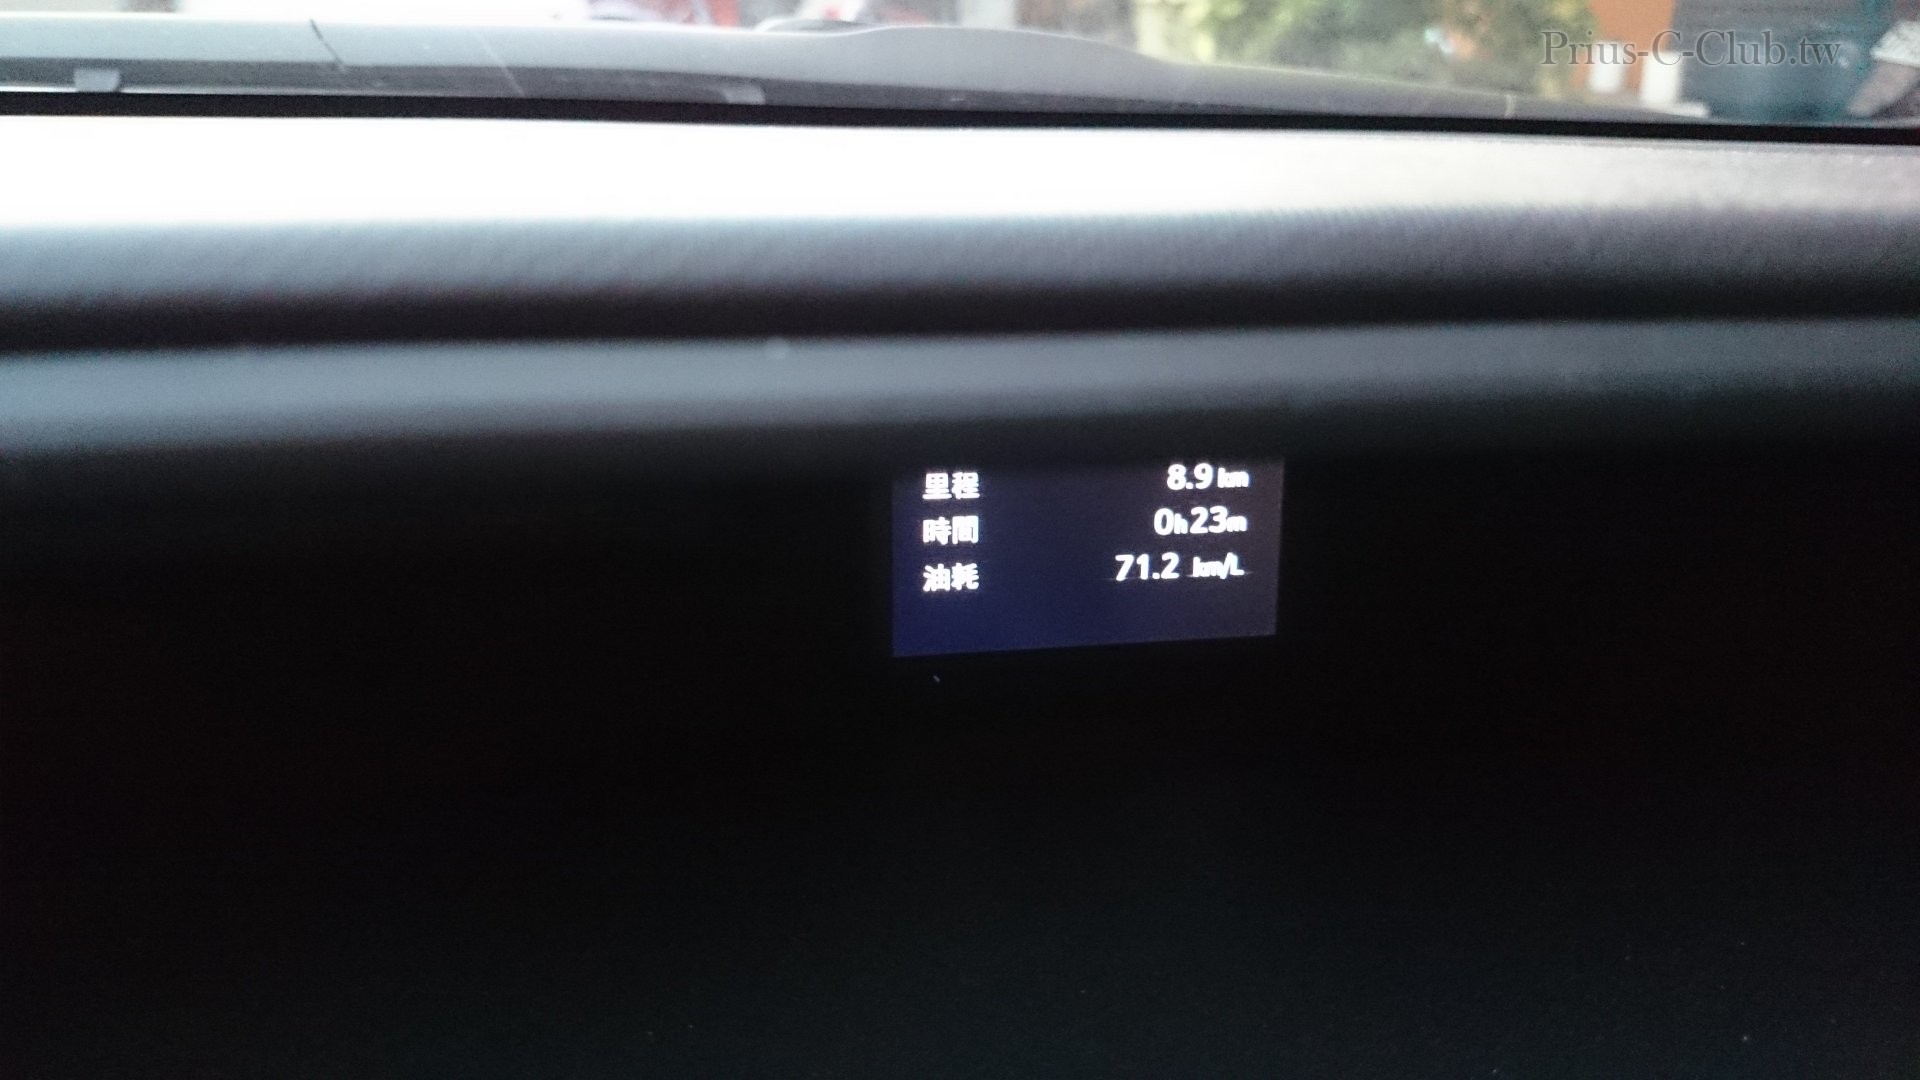 Prius-C-Club.tw
里程 8.9 km
時間 0h23m
油耗 71.2 km/L